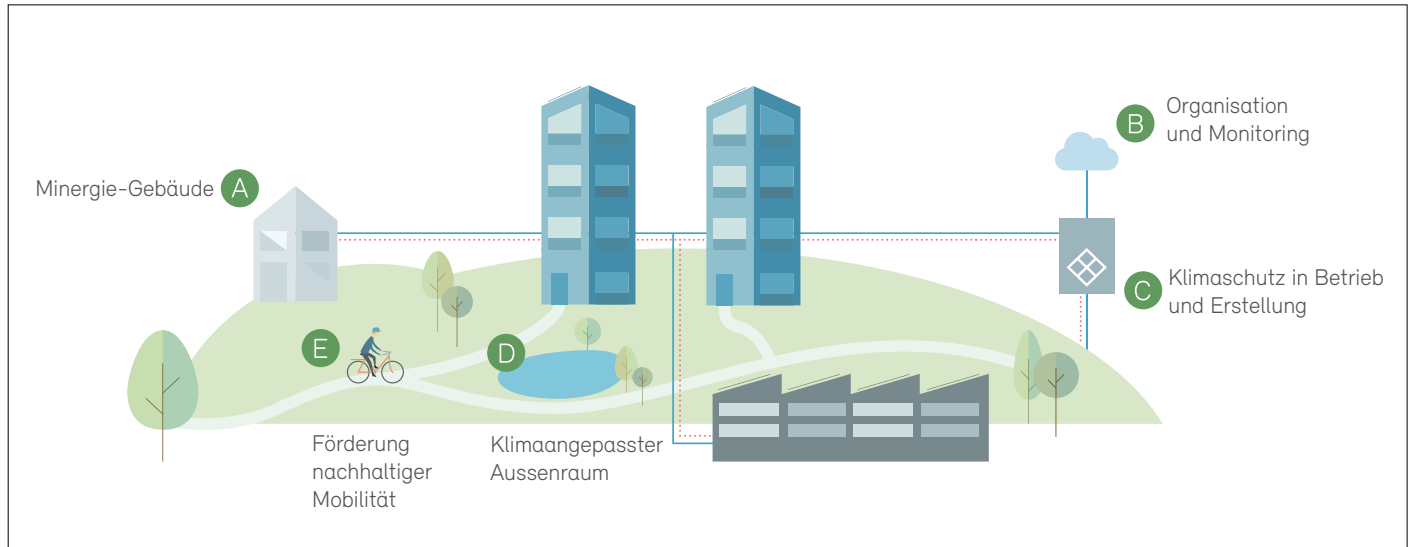 B
Organisation
und Monitoring
Minergie-Gebäude A
C
Klimaschutz in Betrieb
und Erstellung
E
D
Förderung
nachhaltiger
Mobilität
Klimaangepasster
Aussenraum